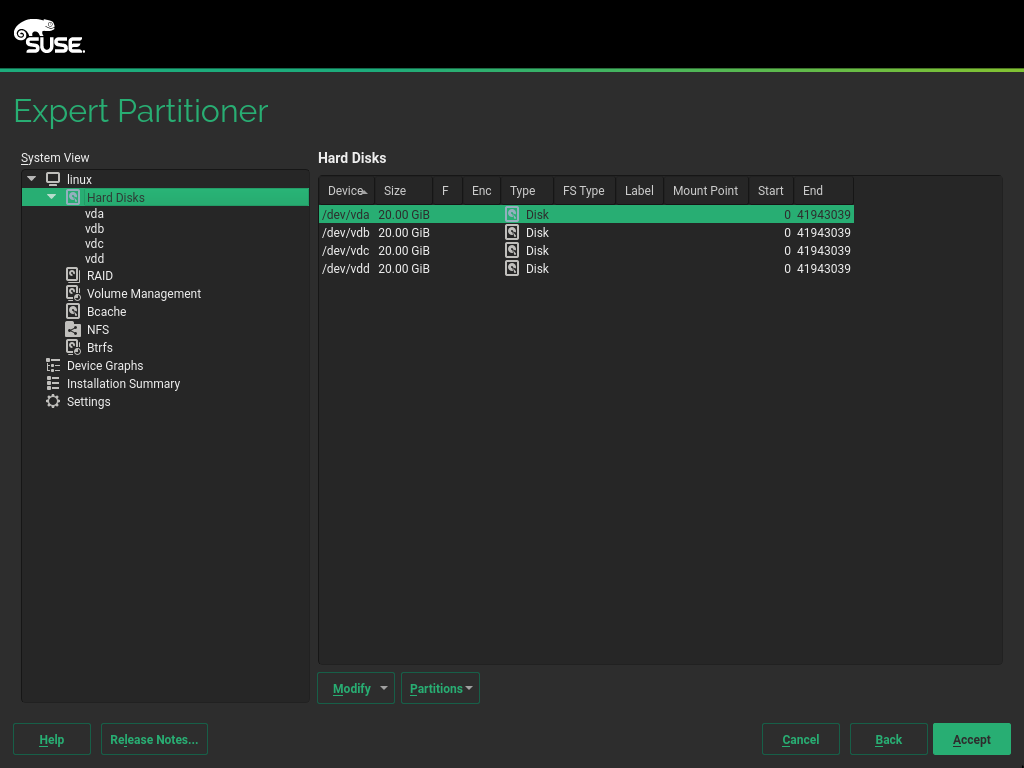 SUSE
Expert Partitioner
System View
linux
Hard Disks
vda
vdb
vdc
vdd
RAID
Volume Management
Bcache
NFS
Btrfs
Device Graphs
Installation Summary
Settings
Hard Disks
Device Size F Enc Type FS Type Label Mount Point Start End
/dev/vda 20.00 GiB Disk 0 41943039
/dev/vdb 20.00 GiB Disk 0 41943039
/dev/vdc 20.00 GiB Disk 0 41943039
/dev/vdd 20.00 GiB Disk 0 41943039
Modify Partitions
Help Release Notes... Cancel Back Accept